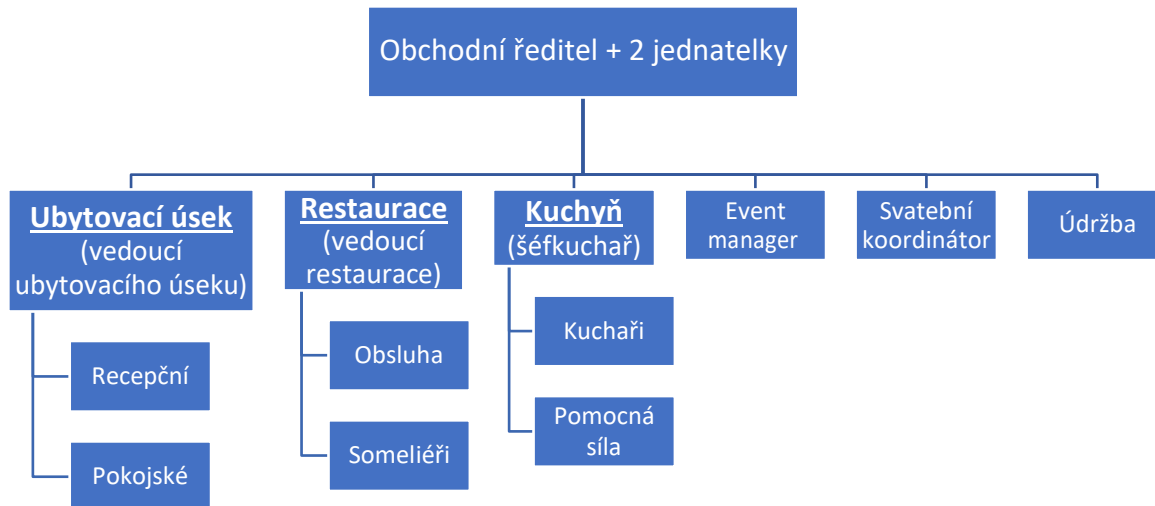 Obchodní ředitel + 2 jednatelky
Ubytovací úsek
(vedoucí
ubytovacího úseku)
Recepční
Pokojské
Restaurace
(vedoucí
restaurace)
Obsluha
Someliéři
Kuchyň
(šéfkuchař)
Kuchaři
Pomocná
síla
Event
manager
Svatební
koordinátor
Údržba